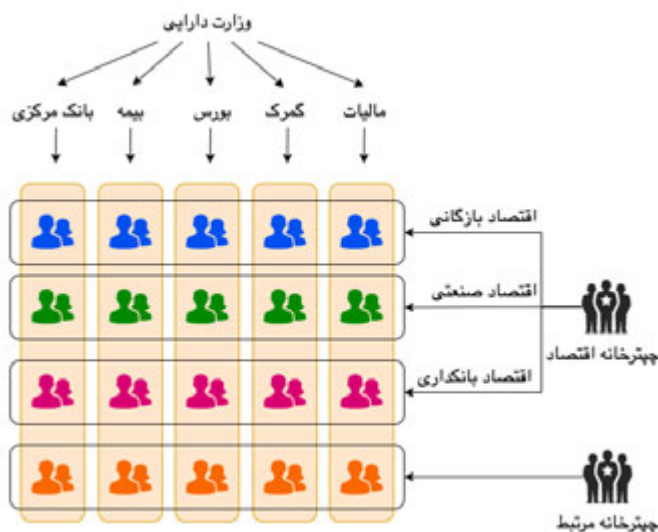 وزارت دارایی
مالیات
گمرک
بورس
بیمه
بانک مرکزی
اقتصاد بازگانی
اقتصاد صنعتی
اقتصاد بانکداری
چپترخانه اقتصاد
چپترخانه مرتبط